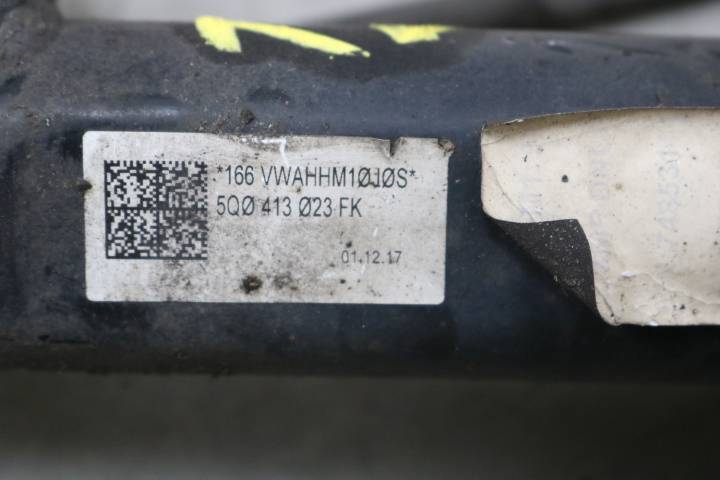 *166 VWAHHM1ØJØS*
5QØ 413 Ø23 FK
01.12.17